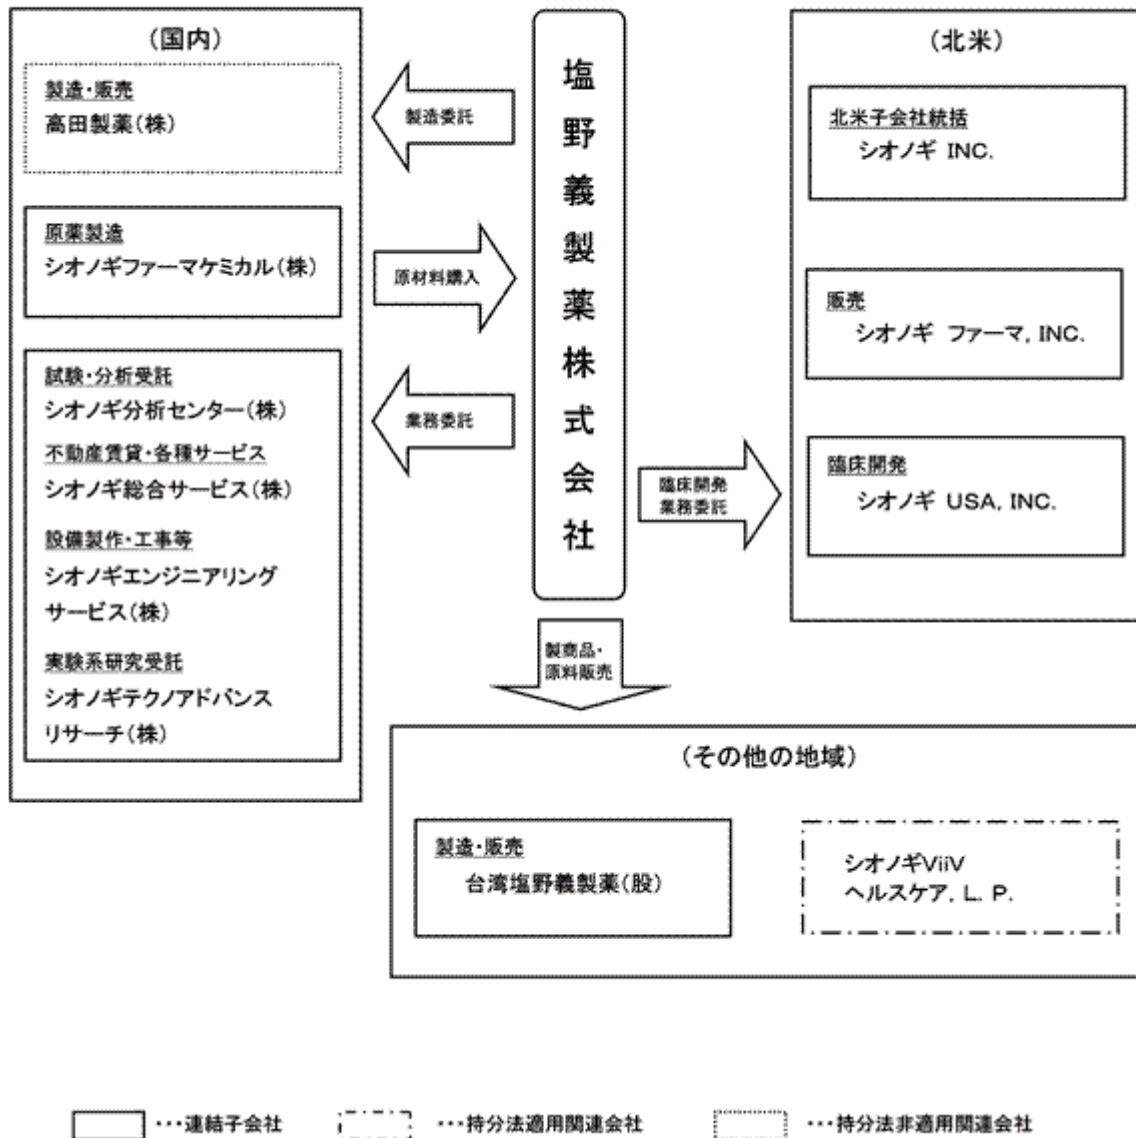 (国内)
製造・販売
高田製薬(株)
原薬製造
シオノギファーマケミカル(株)
試験・分析受託
シオノギ分析センター(株)
不動産賃貸・各種サービス
シオノギ総合サービス(株)
設備製作・工事等
シオノギエンジニアリング
サービス(株)
実験系研究受託
シオノギテクノアドバンス
リサーチ(株)
製造委託
原材料購入
業務委託
塩野義製薬株式会社
臨床開発
業務委託
製商品・
原料販売
(北米)
北米子会社統括
シオノギ INC.
販売
シオノギ ファーマ, INC.
臨床開発
シオノギ USA, INC.
(その他の地域)
製造・販売
台湾塩野義製薬(股)
シオノギViiV
ヘルスケア, L. P.
・・・連結子会社
・・・持分法適用関連会社
・・・持分法非適用関連会社